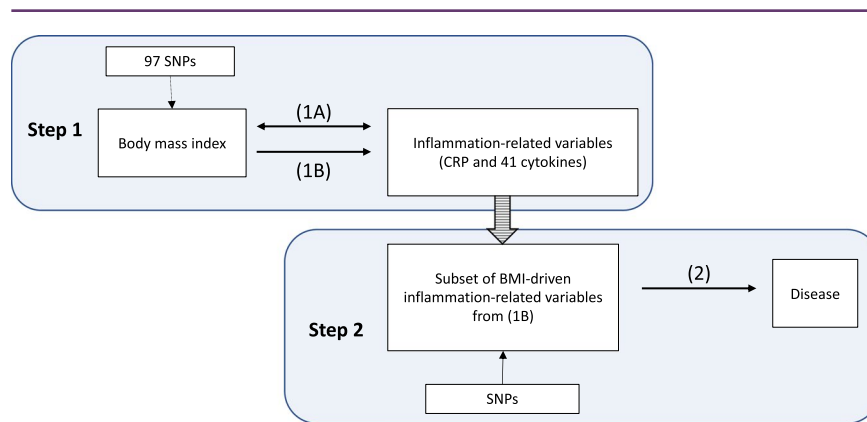 97 SNPs
Step 1
Body mass index
(1A)
(1B)
Inflammation-related variables
(CRP and 41 cytokines)
Step 2
Subset of BMI-driven
inflammation-related variables
from (1B)
(2)
Disease
SNPs